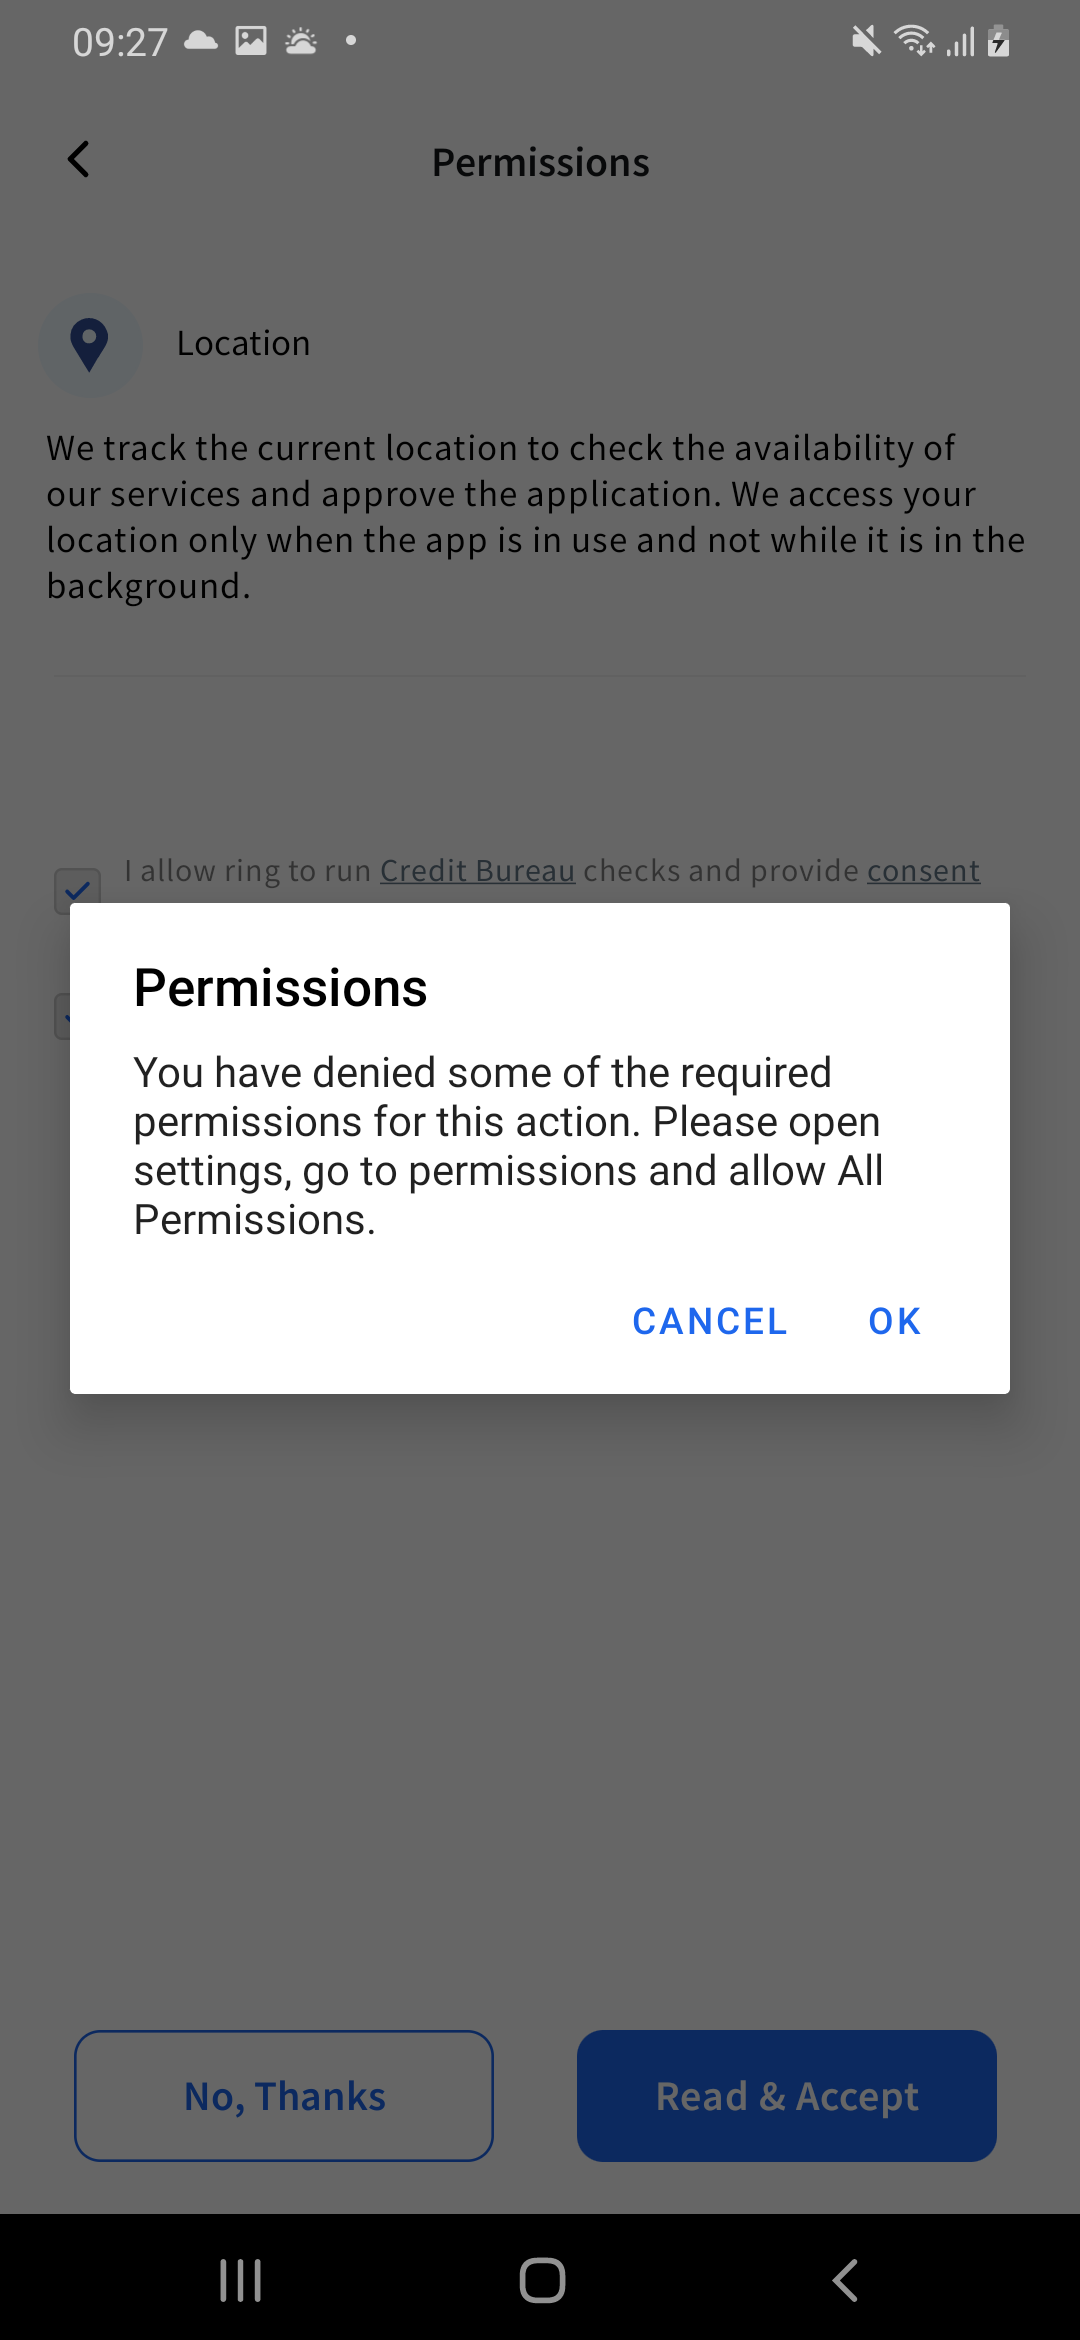 09:27
Permissions
Location
We track the current location to check the availability of
our services and approve the application. We access your
location only when the app is in use and not while it is in the
background.
I allow ring to run Credit Bureau checks and provide consent
Permissions
You have denied some of the required
permissions for this action. Please open
settings, go to permissions and allow All
Permissions.
CANCEL OK
No, Thanks Read & Accept